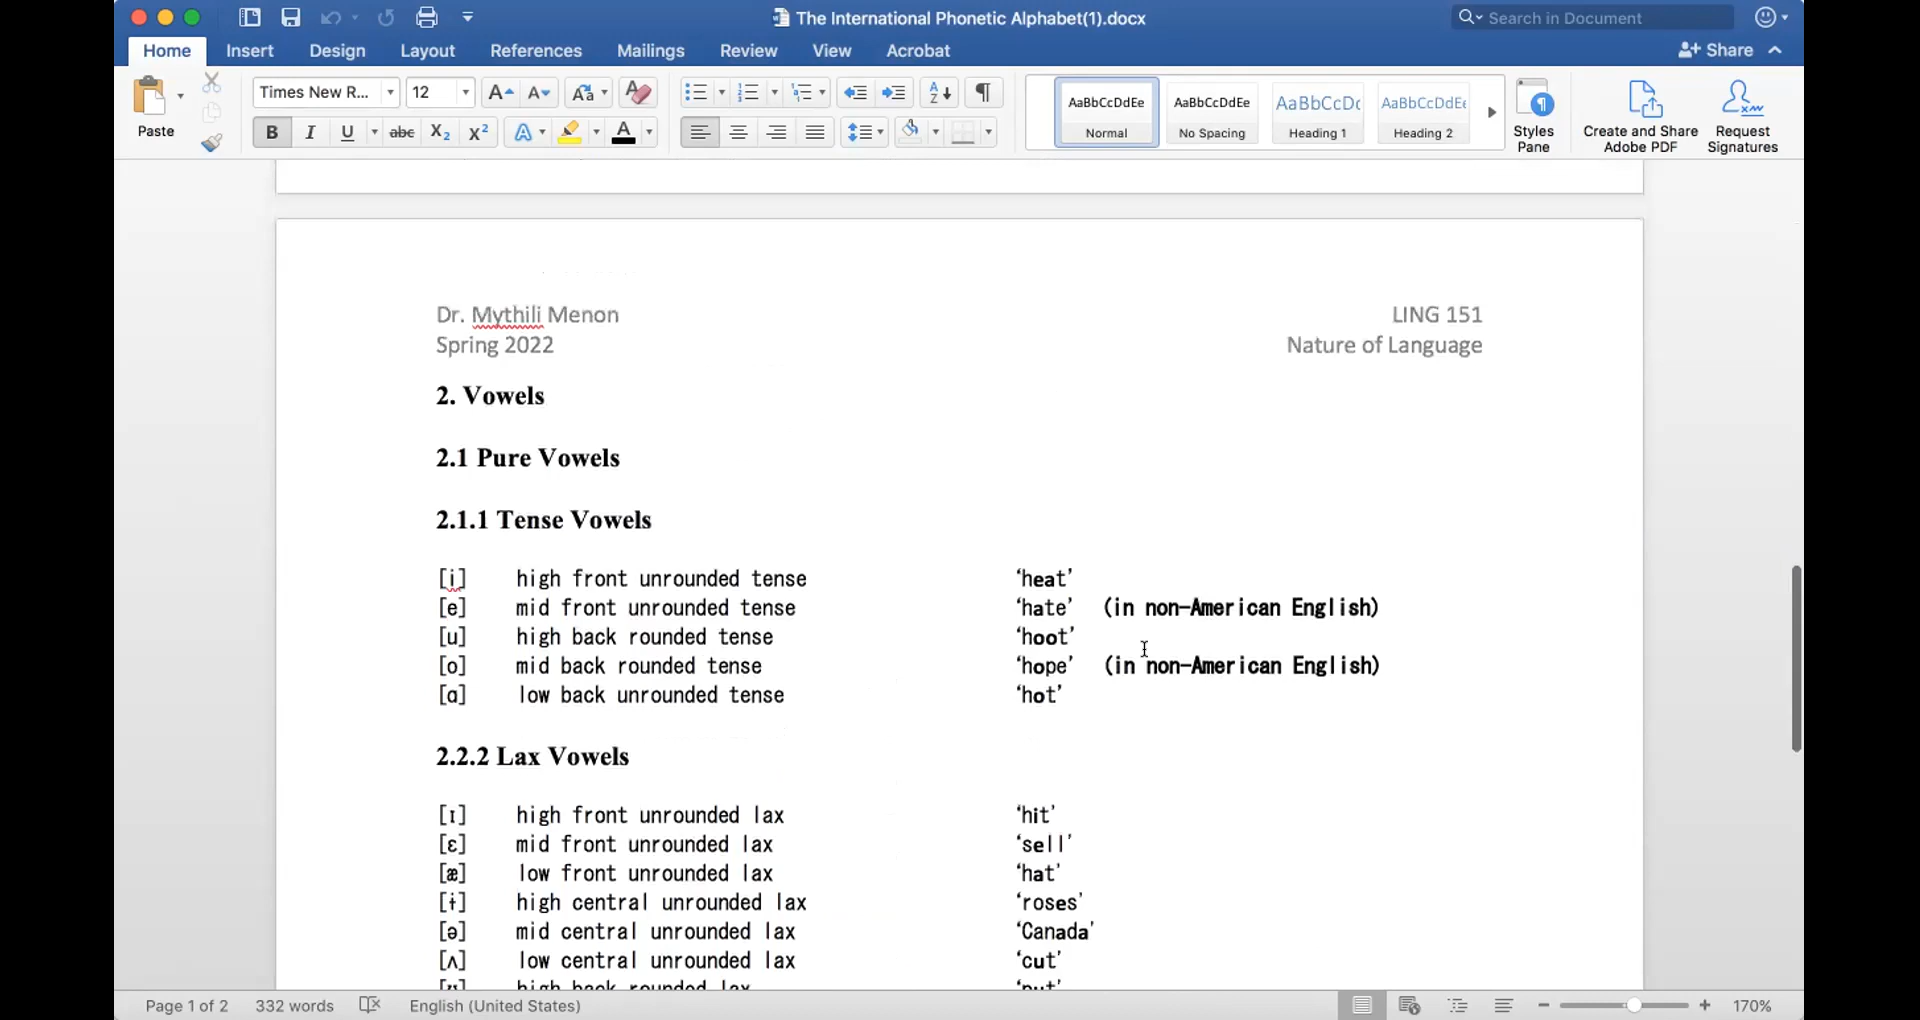 The International Phonetic Alphabet(1).docx
Search in Document
Home Insert Design Layout References Mailings Review View Acrobat
Share
Paste
Times New R... 12
AaBbCcDdEe AaBbCcDdEe AaBbCcDc AaBbCcDdEe
Normal No Spacing Heading 1 Heading 2
Styles Pane
Create and Share Adobe PDF
Request Signatures
Dr. Mythili Menon LING 151
Spring 2022 Nature of Language
2. Vowels
2.1 Pure Vowels
2.1.1 Tense Vowels
[i] high front unrounded tense ‘heat’
[e] mid front unrounded tense ‘hate’ (in non-American English)
[u] high back rounded tense ‘hoot’
[o] mid back rounded tense ‘hope’ (in non-American English)
[ɑ] low back unrounded tense ‘hot’
2.2.2 Lax Vowels
[ɪ] high front unrounded lax ‘hit’
[ɛ] mid front unrounded lax ‘sell’
[æ] low front unrounded lax ‘hat’
[ɨ] high central unrounded lax ‘roses’
[ə] mid central unrounded lax ‘Canada’
[ʌ] low central unrounded lax ‘cut’
[ʊ] high back rounded lax ‘put’
Page 1 of 2 332 words English (United States) 170%